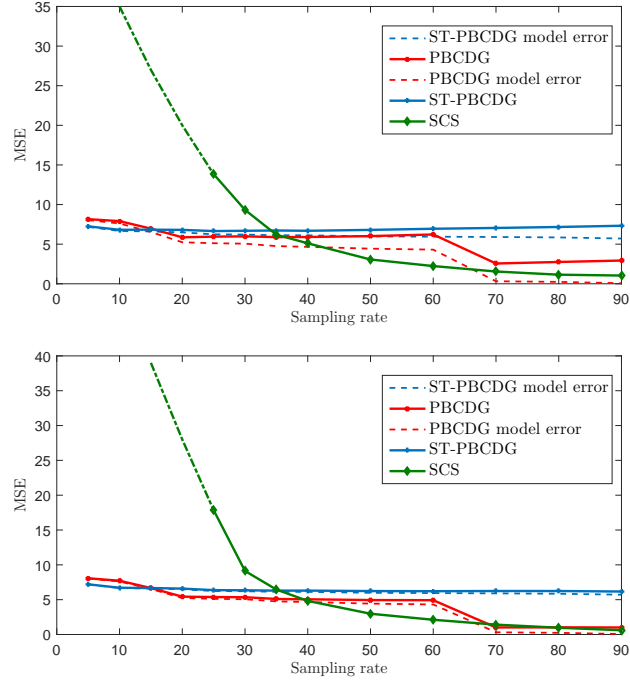 35
30
25
20
15
10
5
0
MSE
ST-PBCDG model error
PBCDG
PBCDG model error
ST-PBCDG
SCS
0 10 20 30 40 50 60 70 80 90
Sampling rate
40
35
30
25
20
15
10
5
0
MSE
ST-PBCDG model error
PBCDG
PBCDG model error
ST-PBCDG
SCS
0 10 20 30 40 50 60 70 80 90
Sampling rate